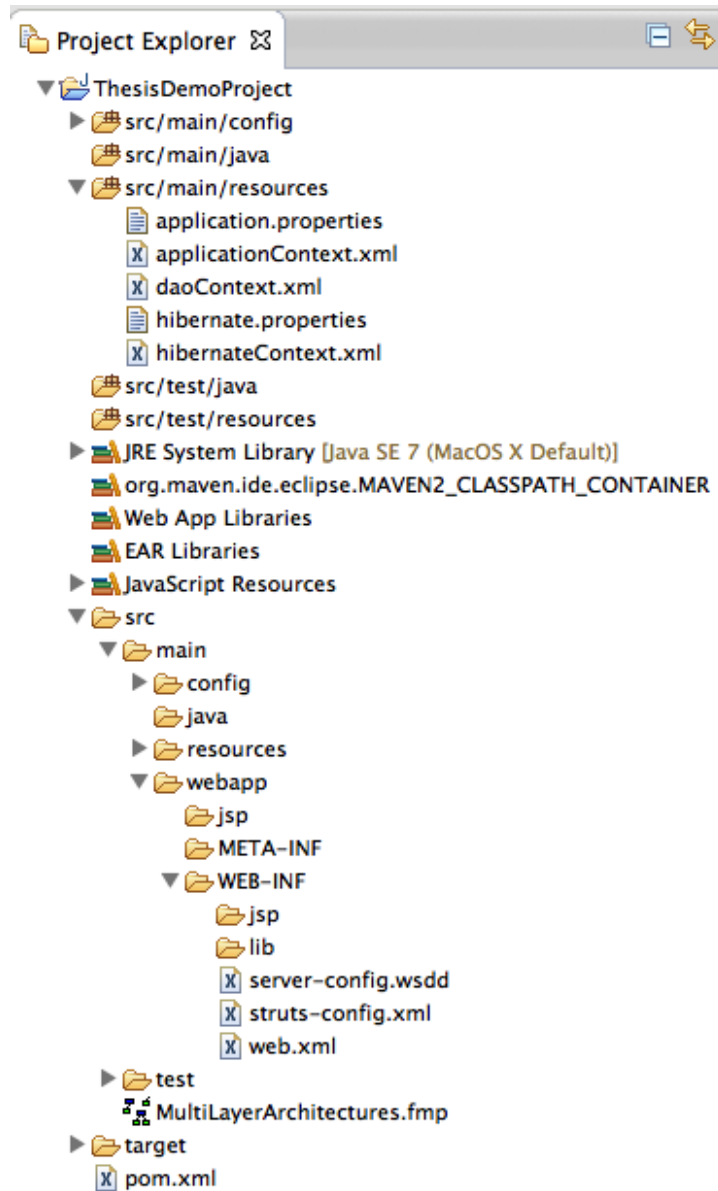 Project Explorer
ThesisDemoProject
src/main/config
src/main/java
src/main/resources
application.properties
applicationContext.xml
daoContext.xml
hibernate.properties
hibernateContext.xml
src/test/java
src/test/resources
JRE System Library [Java SE 7 (MacOS X Default)]
org.maven.ide.eclipse.MAVEN2_CLASSPATH_CONTAINER
Web App Libraries
EAR Libraries
JavaScript Resources
src
main
config
java
resources
webapp
jsp
META-INF
WEB-INF
jsp
lib
server-config.wsdd
struts-config.xml
web.xml
test
MultiLayerArchitectures.fmp
target
pom.xml